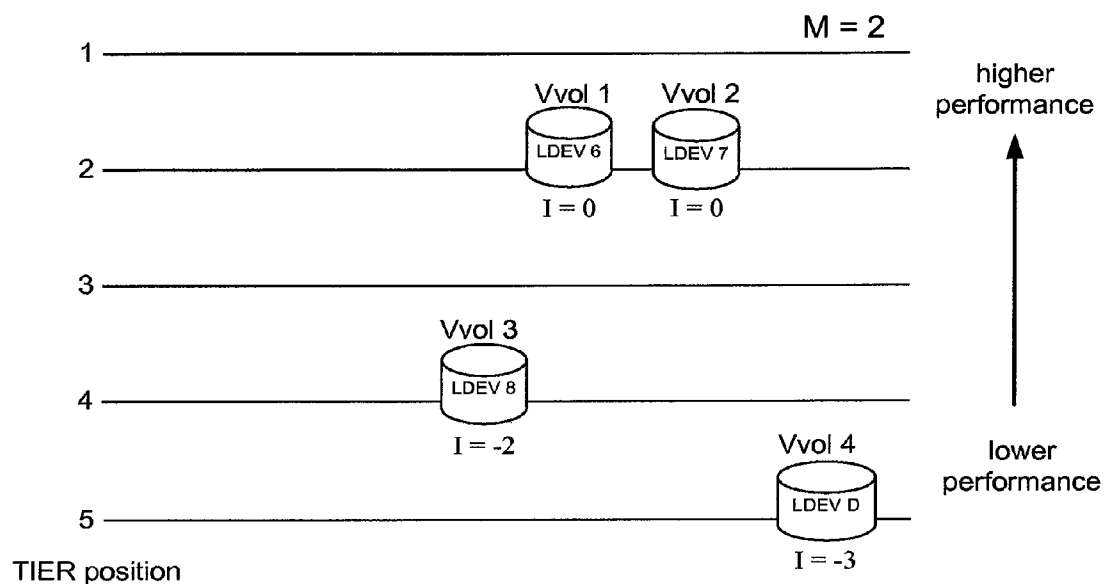 M = 2
1
higher
performance
Vvol 1
Vvol 2
LDEV 6
LDEV 7
2
I = 0
I = 0
3
Vvol 3
LDEV 8
4
I = -2
Vvol 4
lower
performance
LDEV D
5
I = -3
TIER position